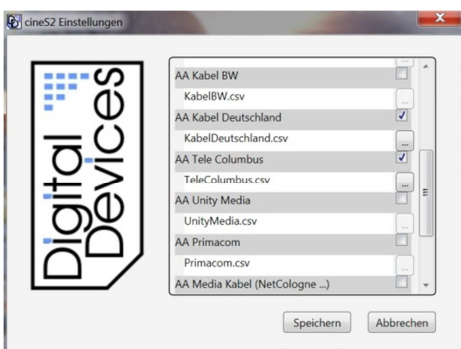 cineS2 Einstellungen
Digital
Devices
...
AA Kabel BW
KabelBW.csv
...
AA Kabel Deutschland
KabelDeutschland.csv
...
AA Tele Columbus
TeleColumbus.csv
...
AA Unity Media
UnityMedia.csv
...
AA Primacom
Primacom.csv
...
AA Media Kabel (NetCologne ...)
Speichern
Abbrechen